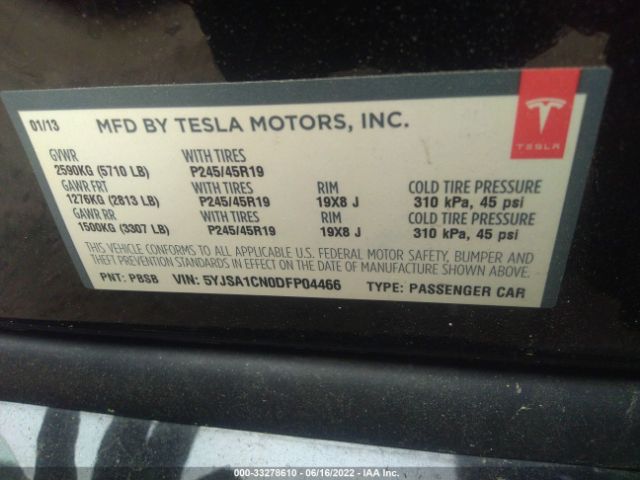 01/13 MFD BY TESLA MOTORS, INC.
TESLA
GVWR WITH TIRES
2590KG (5710 LB) P245/45R19
GAWR FRT WITH TIRES RIM COLD TIRE PRESSURE
1276KG (2813 LB) P245/45R19 19X8 J 310 kPa, 45 psi
GAWR RR WITH TIRES RIM COLD TIRE PRESSURE
1500KG (3307 LB) P245/45R19 19X8 J 310 kPa, 45 psi
THIS VEHICLE CONFORMS TO ALL APPLICABLE U.S. FEDERAL MOTOR SAFETY, BUMPER AND
THEFT PREVENTION STANDARDS IN EFFECT ON THE DATE OF MANUFACTURE SHOWN ABOVE.
PNT: PBSB VIN: 5YJSA1CN0DFP04466 TYPE: PASSENGER CAR
000-33278610 - 06/16/2022 - IAA Inc.